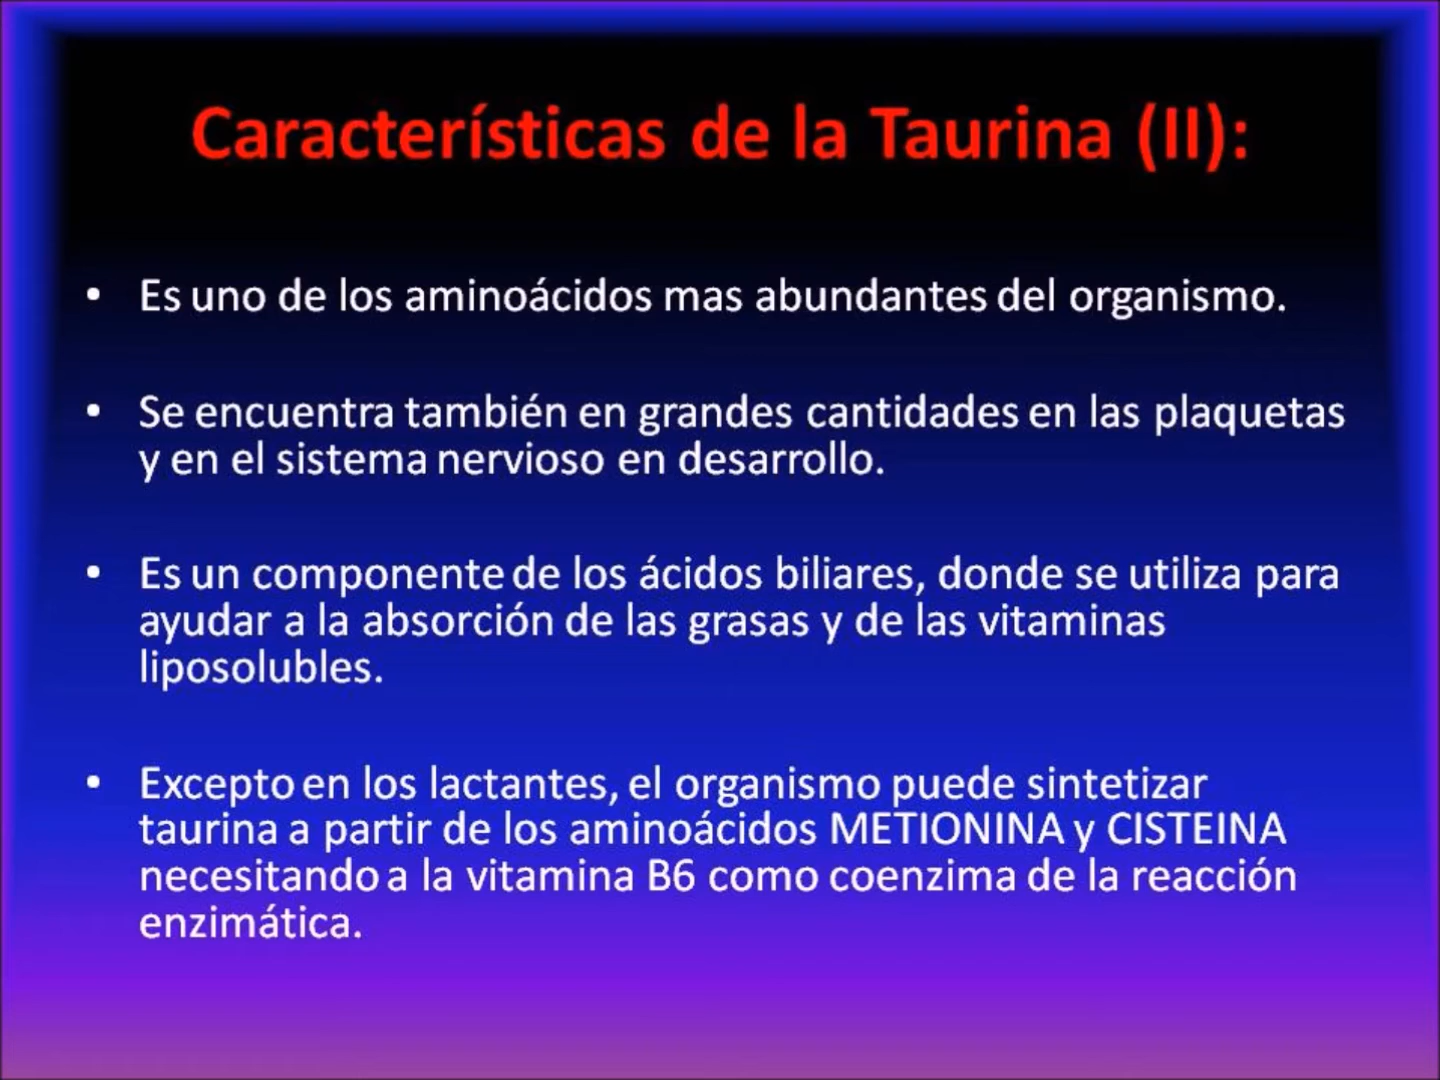 Características de la Taurina (II):
• Es uno de los aminoácidos mas abundantes del organismo.
• Se encuentra también en grandes cantidades en las plaquetas
y en el sistema nervioso en desarrollo.
• Es un componente de los ácidos biliares, donde se utiliza para
ayudar a la absorción de las grasas y de las vitaminas
liposolubles.
• Excepto en los lactantes, el organismo puede sintetizar
taurina a partir de los aminoácidos METIONINA y CISTEINA
necesitando a la vitamina B6 como coenzima de la reacción
enzimática.